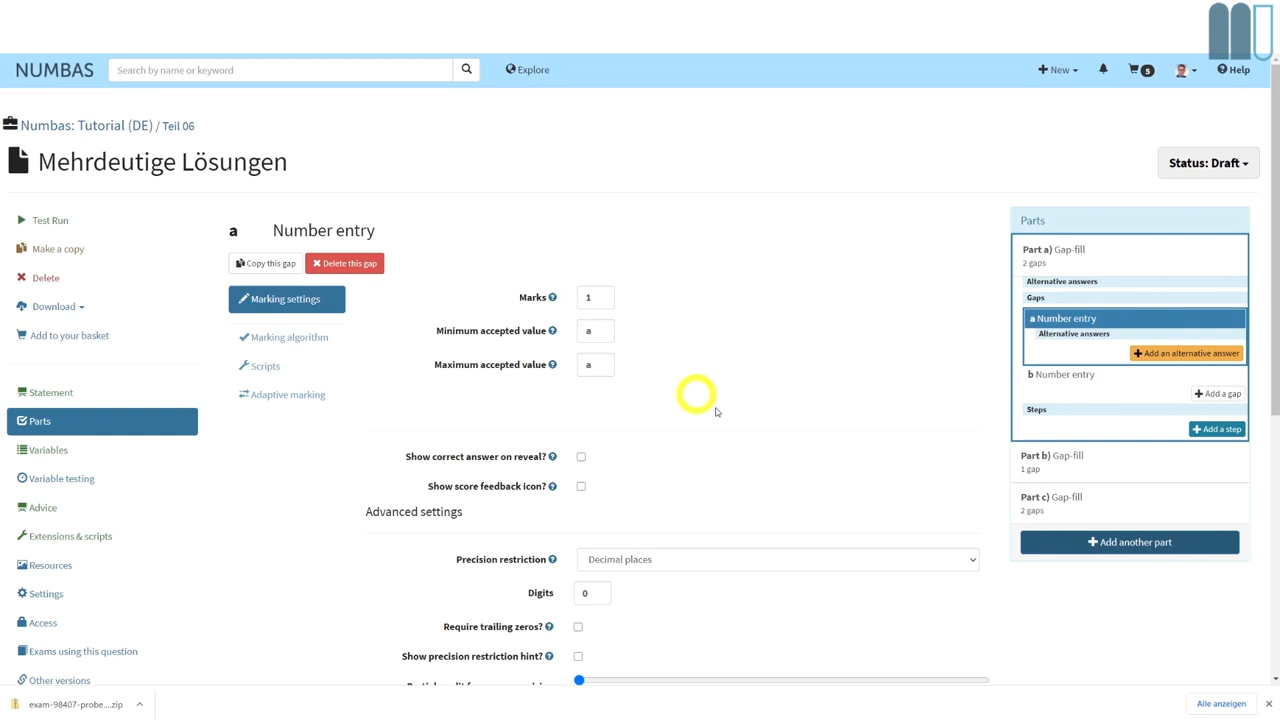 NUMBAS
Search by name or keyword
Explore
New
5
Help
Numbas: Tutorial (DE) / Teil 06
Mehrdeutige Lösungen
Status: Draft
Test Run
Make a copy
Delete
Download
Add to your basket
Statement
Parts
Variables
Variable testing
Advice
Extensions & scripts
Resources
Settings
Access
Exams using this question
Other versions
a Number entry
Copy this gap
Delete this gap
Marking settings
Marking algorithm
Scripts
Adaptive marking
Marks 1
Minimum accepted value a
Maximum accepted value a
Show correct answer on reveal?
Show score feedback icon?
Advanced settings
Precision restriction Decimal places
Digits 0
Require trailing zeros?
Show precision restriction hint?
Parts
Part a) Gap-fill
2 gaps
Alternative answers
Gaps
a Number entry
Alternative answers
Add an alternative answer
b Number entry
Add a gap
Steps
Add a step
Part b) Gap-fill
1 gap
Part c) Gap-fill
2 gaps
Add another part
exam-98407-probe....zip
Alle anzeigen